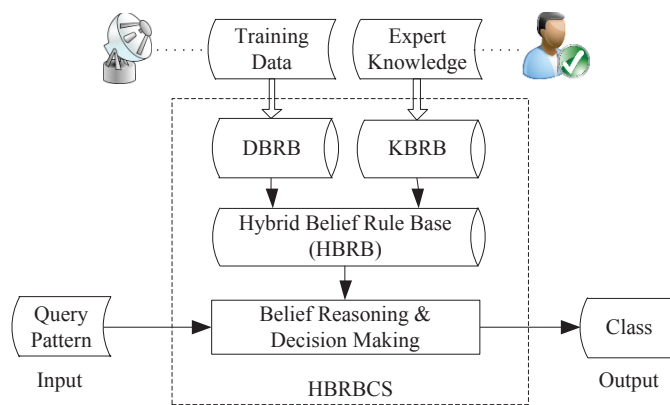 Training
Data
Expert
Knowledge
DBRB
KBRB
Hybrid Belief Rule Base
(HBRB)
Query
Pattern
Belief Reasoning &
Decision Making
Class
Input
HBRBCS
Output